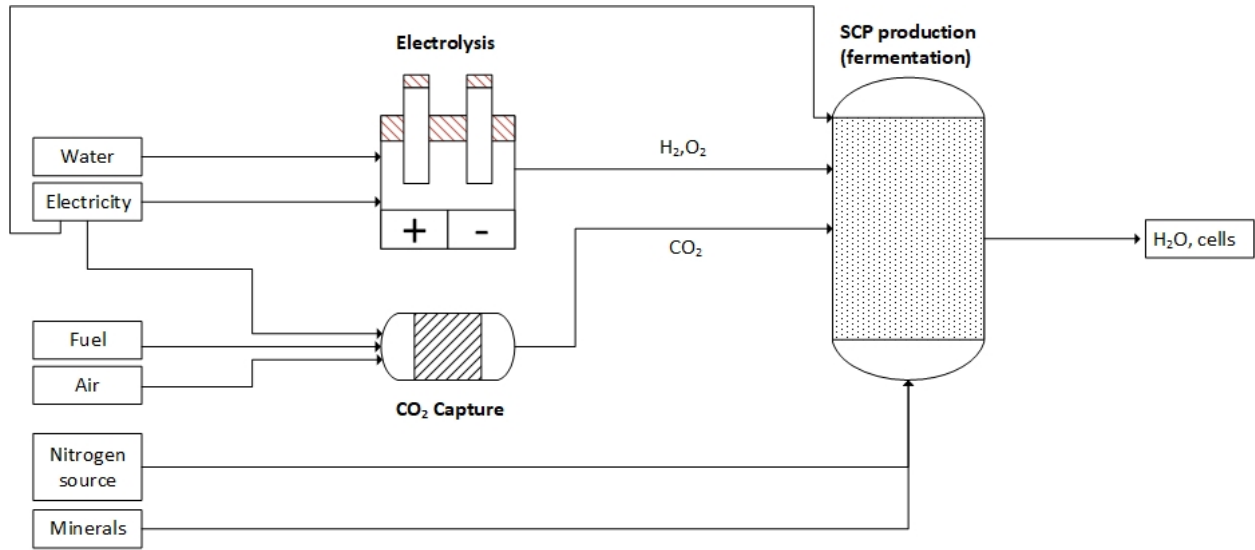 SCP production
(fermentation)
Electrolysis
Water
Electricity
H₂,O₂
+ -
CO₂
H₂O, cells
Fuel
Air
CO₂ Capture
Nitrogen
source
Minerals